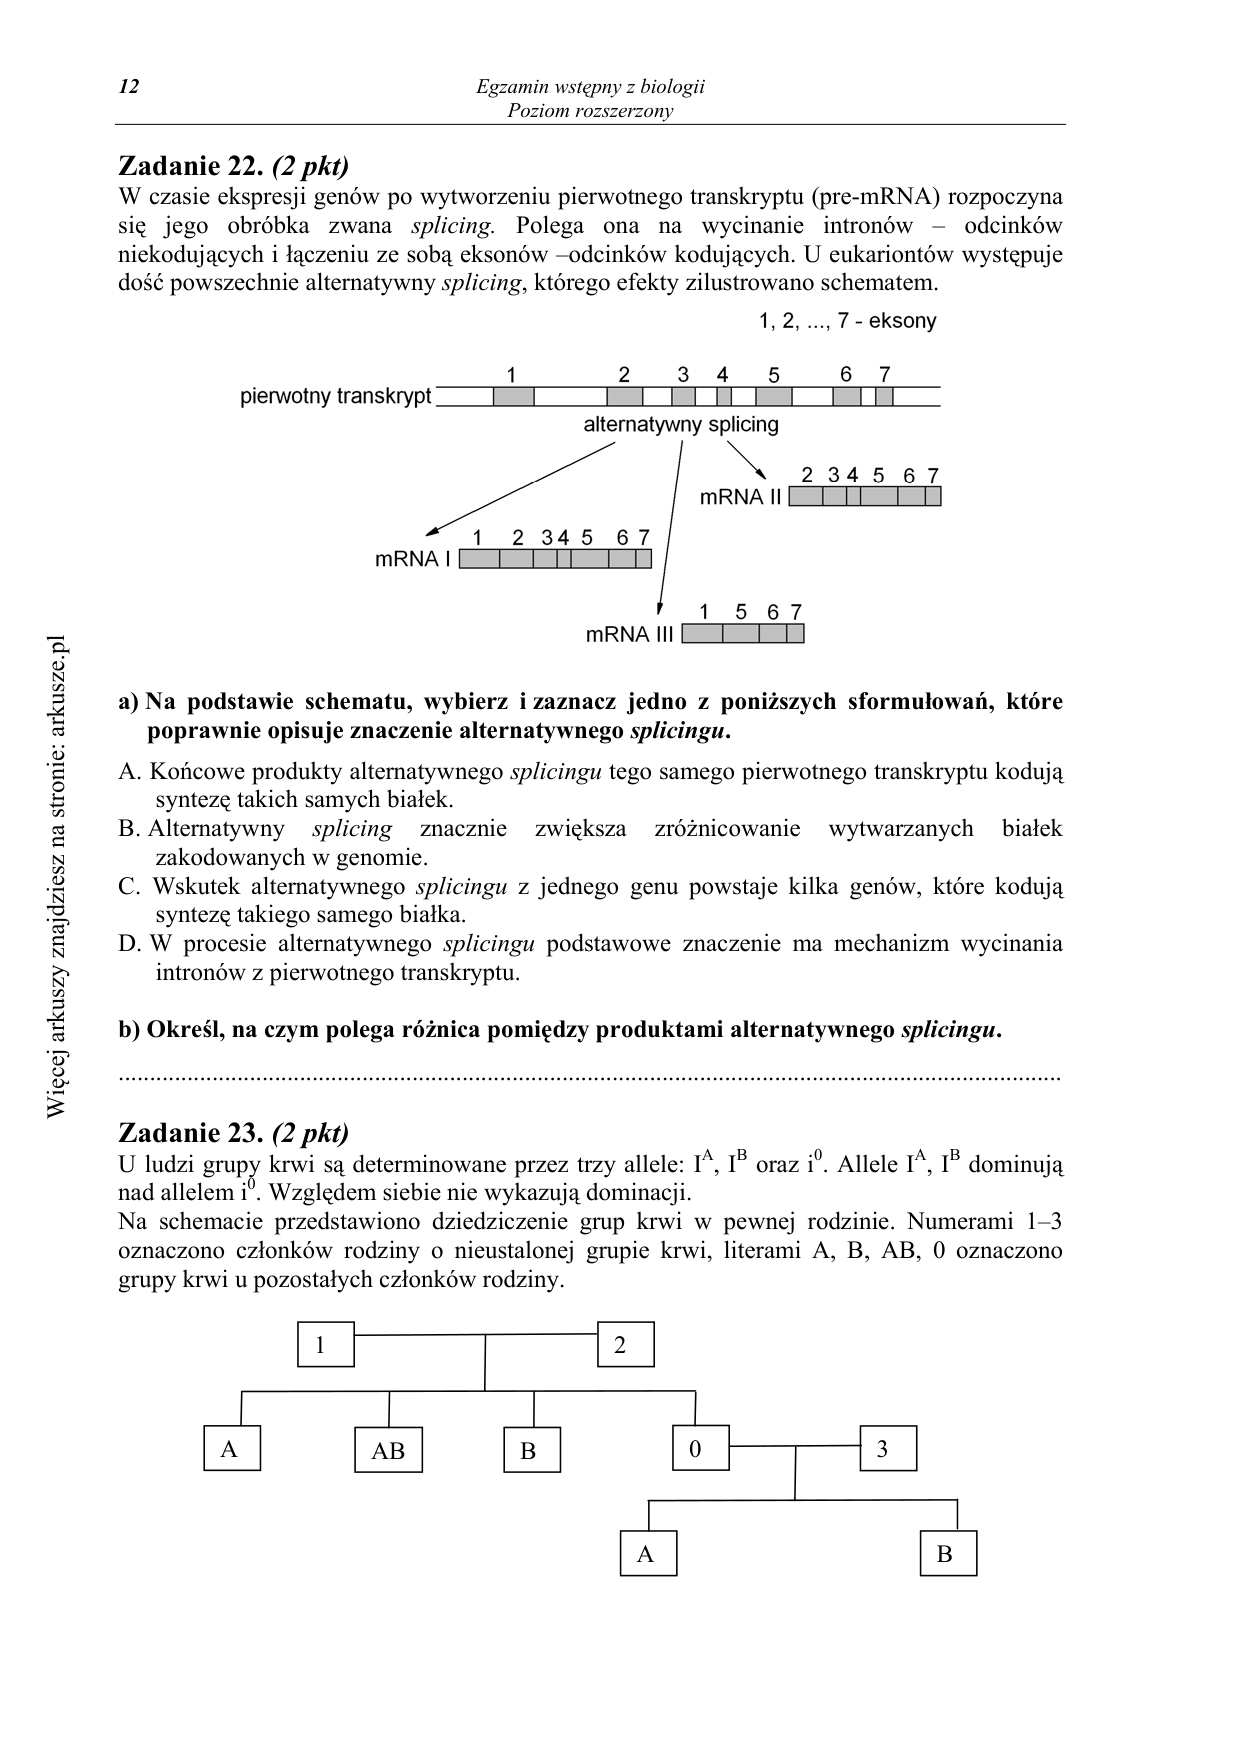 12
Egzamin wstępny z biologii
Poziom rozszerzony
Zadanie 22. (2 pkt)
W czasie ekspresji genów po wytworzeniu pierwotnego transkryptu (pre-mRNA) rozpoczyna
się jego obróbka zwana splicing. Polega ona na wycinanie intronów – odcinków
niekodujących i łączeniu ze sobą eksonów –odcinków kodujących. U eukariontów występuje
dość powszechnie alternatywny splicing, którego efekty zilustrowano schematem.
1, 2, ..., 7 - eksony
1 2 3 4 5 6 7
pierwotny transkrypt
alternatywny splicing
2 3 4 5 6 7
mRNA II
1 2 3 4 5 6 7
mRNA I
1 5 6 7
mRNA III
a) Na podstawie schematu, wybierz i zaznacz jedno z poniższych sformułowań, które
poprawnie opisuje znaczenie alternatywnego splicingu.
A. Końcowe produkty alternatywnego splicingu tego samego pierwotnego transkryptu kodują
syntezę takich samych białek.
B. Alternatywny splicing znacznie zwiększa zróżnicowanie wytwarzanych białek
zakodowanych w genomie.
C. Wskutek alternatywnego splicingu z jednego genu powstaje kilka genów, które kodują
syntezę takiego samego białka.
D. W procesie alternatywnego splicingu podstawowe znaczenie ma mechanizm wycinania
intronów z pierwotnego transkryptu.
b) Określ, na czym polega różnica pomiędzy produktami alternatywnego splicingu.
.......................................................................................................................................................
Zadanie 23. (2 pkt)
U ludzi grupy krwi są determinowane przez trzy allele: I^A, I^B oraz i^0. Allele I^A, I^B dominują
nad allelem i^0. Względem siebie nie wykazują dominacji.
Na schemacie przedstawiono dziedziczenie grup krwi w pewnej rodzinie. Numerami 1–3
oznaczono członków rodziny o nieustalonej grupie krwi, literami A, B, AB, 0 oznaczono
grupy krwi u pozostałych członków rodziny.
1 2
A AB B 0 3
A B
Więcej arkuszy znajdziesz na stronie: arkusze.pl